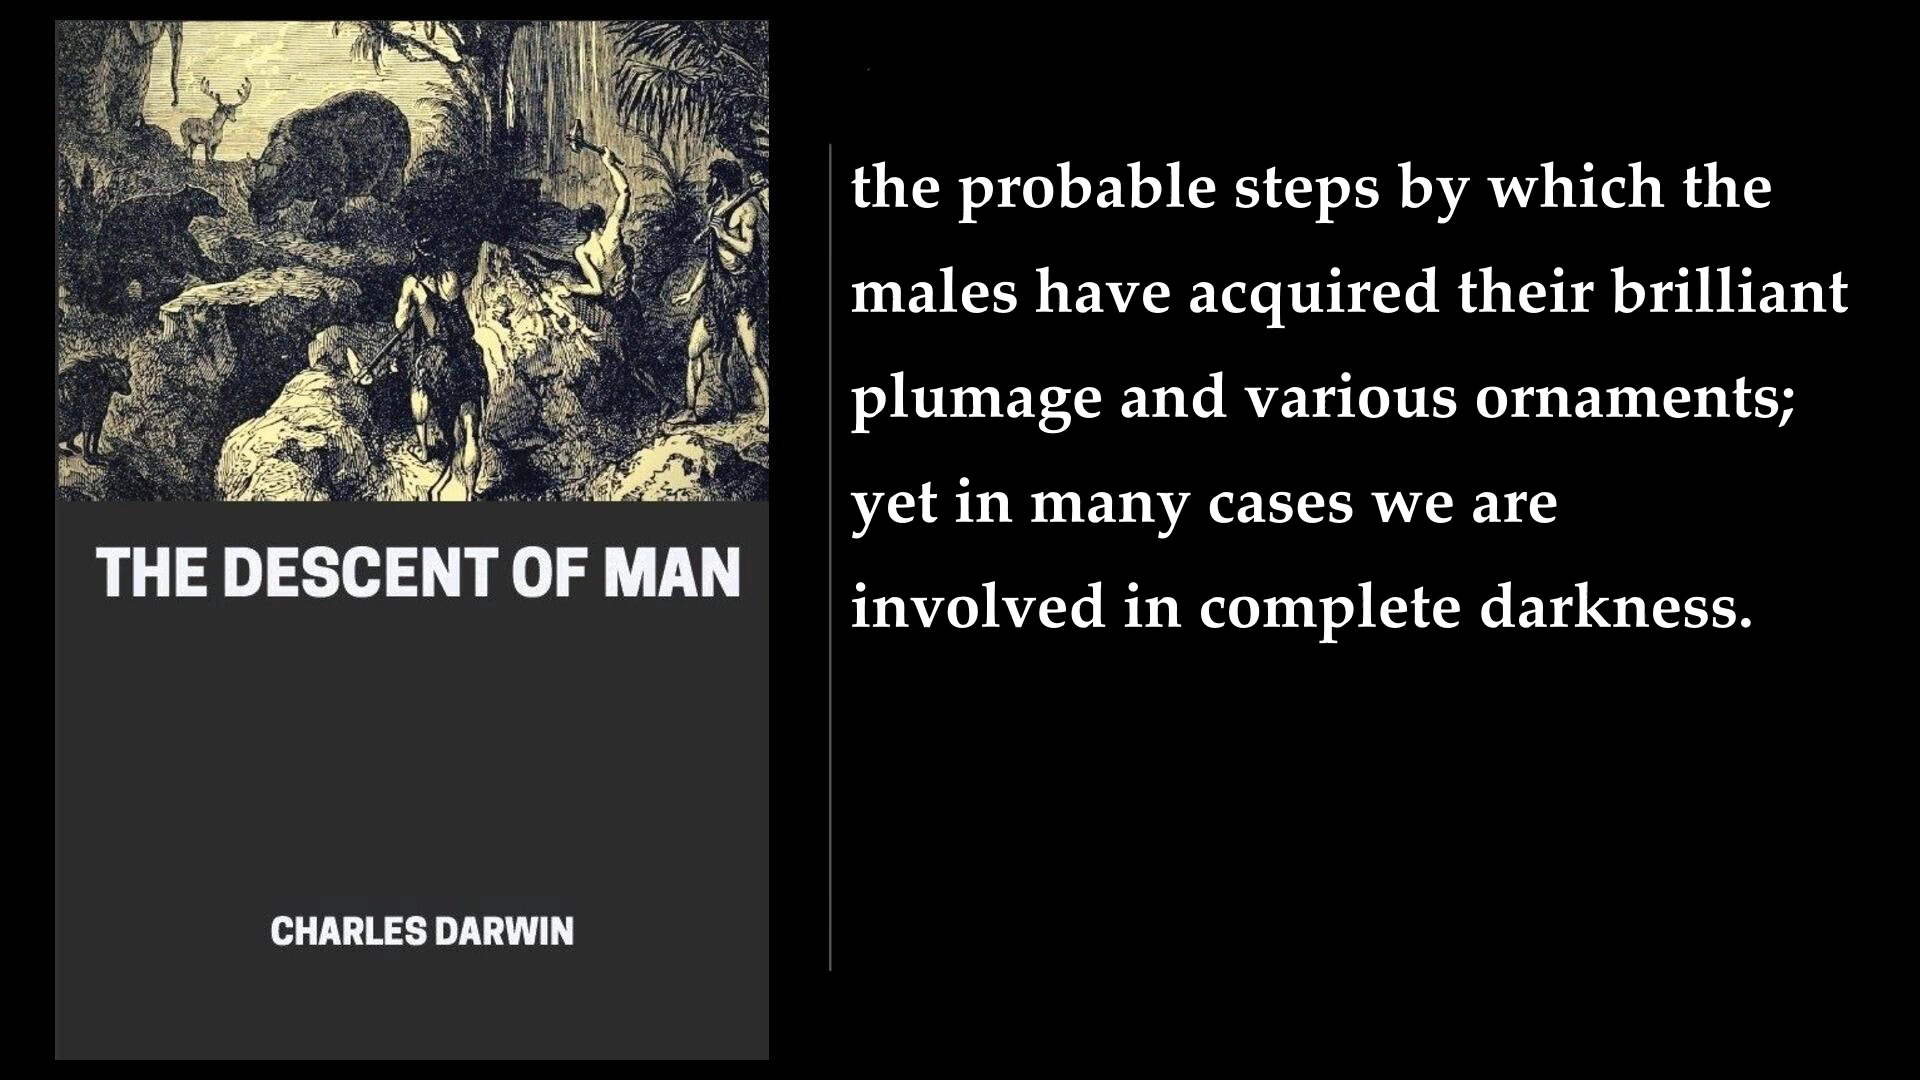 THE DESCENT OF MAN
CHARLES DARWIN
the probable steps by which the
males have acquired their brilliant
plumage and various ornaments;
yet in many cases we are
involved in complete darkness.